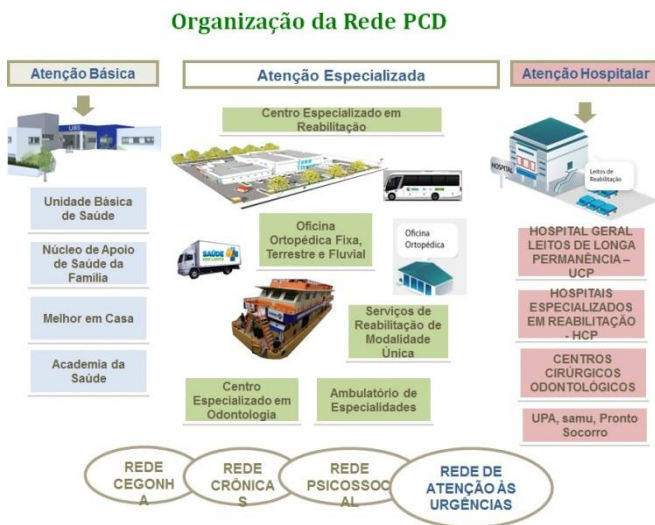 Organização da Rede PCD
Atenção Básica
Atenção Especializada
Atenção Hospitalar
Centro Especializado em
Reabilitação
UBS
HOSPITAL
Leitos de
Reabilitação
Unidade Básica
de Saúde
Núcleo de Apoio
de Saúde da
Família
Melhor em Casa
Academia da
Saúde
SAÚDE
Oficina
Ortopédica Fixa,
Terrestre e Fluvial
Oficina
Ortopédica
Serviços de
Reabilitação de
Modalidade
Única
Centro
Especializado em
Odontologia
Ambulatório de
Especialidades
HOSPITAL GERAL
LEITOS DE LONGA
PERMANÊNCIA –
UCP
HOSPITAIS
ESPECIALIZADOS
EM REABILITAÇÃO
- HCP
CENTROS
CIRÚRGICOS
ODONTOLÓGICOS
UPA, samu, Pronto
Socorro
REDE
CEGONH
A
REDE
CRÔNICA
S
REDE
PSICOSSOC
AL
REDE DE
ATENÇÃO ÀS
URGÊNCIAS